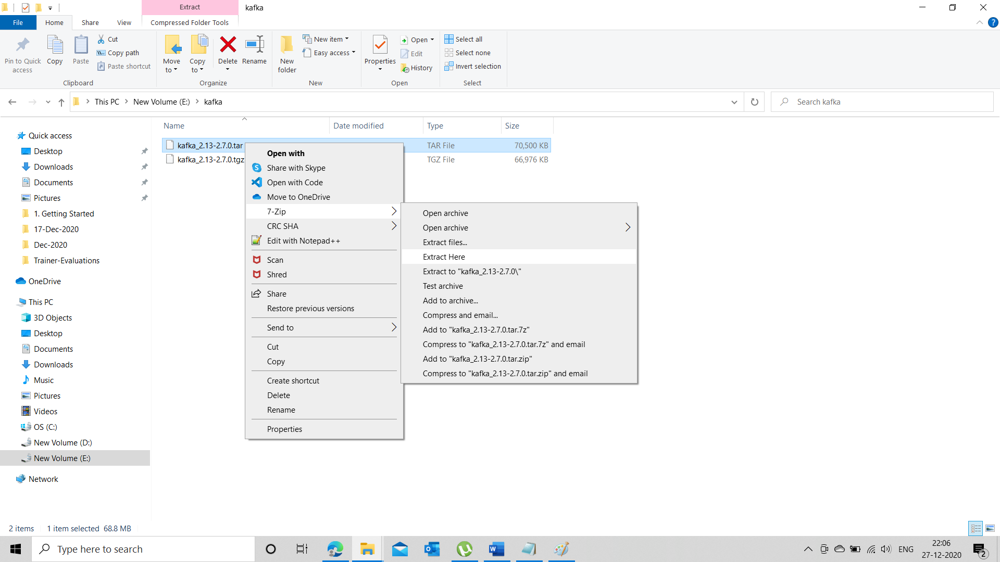 Extract
kafka
File
Home
Share
View
Compressed Folder Tools
Pin to Quick access
Copy
Paste
Cut
Copy path
Paste shortcut
Clipboard
Move to
Copy to
Delete
Rename
Organize
New folder
New item
Easy access
New
Properties
Open
Edit
History
Open
Select all
Select none
Invert selection
Select
This PC
New Volume (E:)
kafka
Search kafka
Name
Date modified
Type
Size
kafka_2.13-2.7.0.tar
TAR File
70,500 KB
kafka_2.13-2.7.0.tgz
TGZ File
66,976 KB
Quick access
Desktop
Downloads
Documents
Pictures
1. Getting Started
17-Dec-2020
Dec-2020
Trainer-Evaluations
OneDrive
This PC
3D Objects
Desktop
Documents
Downloads
Music
Pictures
Videos
OS (C:)
New Volume (D:)
New Volume (E:)
Network
Open with
Share with Skype
Open with Code
Move to OneDrive
7-Zip
CRC SHA
Edit with Notepad++
Scan
Shred
Share
Restore previous versions
Send to
Cut
Copy
Create shortcut
Delete
Rename
Properties
Open archive
Open archive
Extract files...
Extract Here
Extract to "kafka_2.13-2.7.0\"
Test archive
Add to archive...
Compress and email...
Add to "kafka_2.13-2.7.0.tar.7z"
Compress to "kafka_2.13-2.7.0.tar.7z" and email
Add to "kafka_2.13-2.7.0.tar.zip"
Compress to "kafka_2.13-2.7.0.tar.zip" and email
2 items
1 item selected 68.8 MB
Type here to search
ENG
22:06
27-12-2020
2